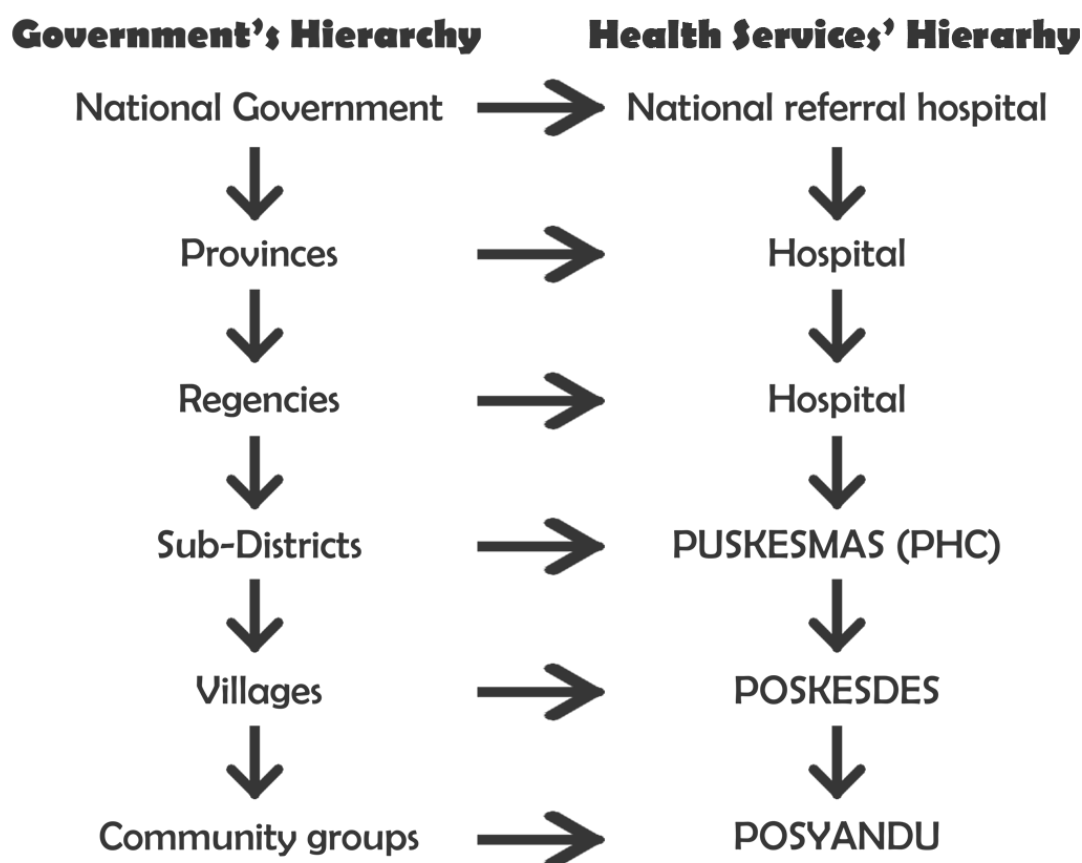 Government's Hierarchy Health Services' Hierarhy
National Government National referral hospital
Provinces Hospital
Regencies Hospital
Sub-Districts PUSKESMAS (PHC)
Villages POSKESDES
Community groups POSYANDU